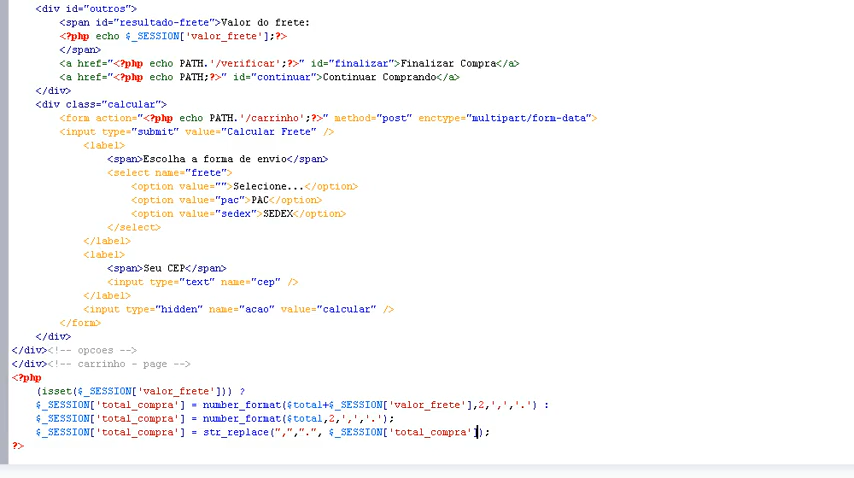 <div id="outros">
<span id="resultado-frete">Valor do frete:
<?php echo $_SESSION['valor_frete'];?>
</span>
<a href="<?php echo PATH.'/verificar';?>" id="finalizar">Finalizar Compra</a>
<a href="<?php echo PATH;?>" id="continuar">Continuar Comprando</a>
</div>
<div class="calcular">
<form action="<?php echo PATH.'/carrinho';?>" method="post" enctype="multipart/form-data">
<input type="submit" value="Calcular Frete" />
<label>
<span>Escolha a forma de envio</span>
<select name="frete">
<option value="">Selecione...</option>
<option value="pac">PAC</option>
<option value="sedex">SEDEX</option>
</select>
</label>
<label>
<span>Seu CEP</span>
<input type="text" name="cep" />
</label>
<input type="hidden" name="acao" value="calcular" />
</form>
</div>
</div><!-- opcoes -->
</div><!-- carrinho - page -->
<?php
(isset($_SESSION['valor_frete'])) ?
$_SESSION['total_compra'] = number_format($total+$_SESSION['valor_frete'],2,',','.') :
$_SESSION['total_compra'] = number_format($total,2,',','.');
$_SESSION['total_compra'] = str_replace(",",".", $_SESSION['total_compra']);
?>